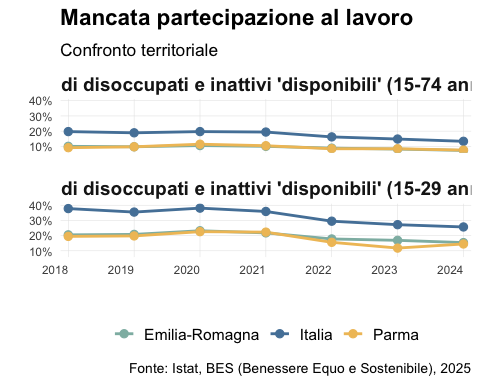 Mancata partecipazione al lavoro
Confronto territoriale
di disoccupati e inattivi 'disponibili' (15-74
40%
30%
20%
10%
di disoccupati e inattivi 'disponibili' (15-29
40%
30%
20%
10%
2018 2019 2020 2021 2022 2023 2024
Emilia-Romagna Italia Parma
Fonte: Istat, BES (Benessere Equo e Sostenibile), 2025